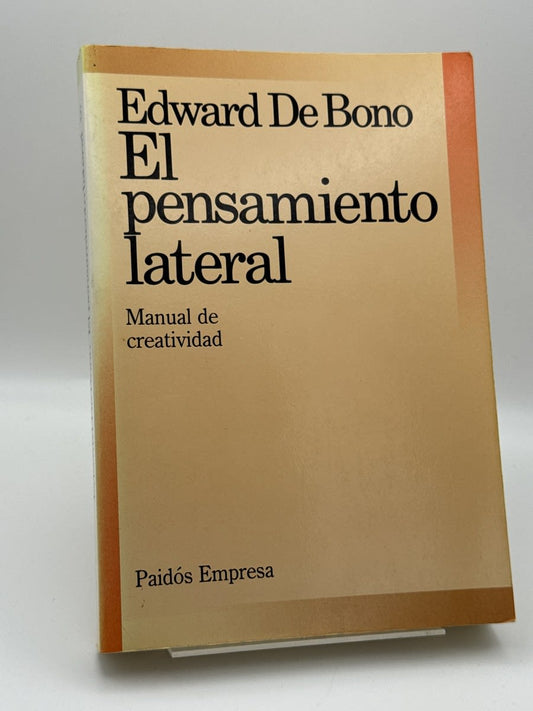 Edward De Bono
El
pensamiento
lateral
Manual de
creatividad
Paidós Empresa